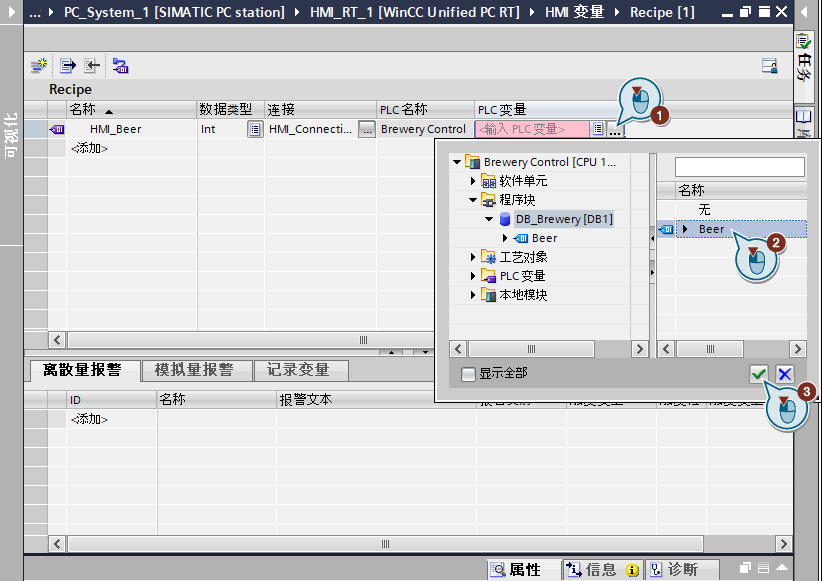 ... PC_System_1 [SIMATIC PC station] HMI_RT_1 [WinCC Unified PC RT] HMI 变量 Recipe [1]
可视化
任务
Recipe
名称 数据类型 连接 PLC 名称 PLC 变量
HMI_Beer Int HMI_Connecti... ... Brewery Control <输入 PLC 变量> ...
<添加>
1
Brewery Control [CPU 1...
软件单元
程序块
DB_Brewery [DB1]
Beer
工艺对象
PLC 变量
本地模块
名称
无
Beer
2
显示全部
3
离散量报警 模拟量报警 记录变量
ID 名称 报警文本
<添加>
属性 信息 诊断